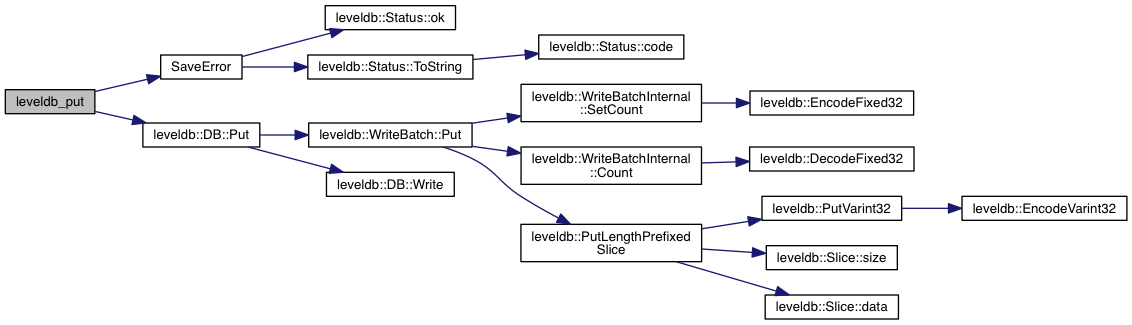 leveldb::Status::ok
SaveError
leveldb::Status::ToString
leveldb::Status::code
leveldb_put
leveldb::DB::Put
leveldb::WriteBatch::Put
leveldb::WriteBatchInternal
::SetCount
leveldb::EncodeFixed32
leveldb::WriteBatchInternal
::Count
leveldb::DecodeFixed32
leveldb::DB::Write
leveldb::PutLengthPrefixed
Slice
leveldb::PutVarint32
leveldb::EncodeVarint32
leveldb::Slice::size
leveldb::Slice::data